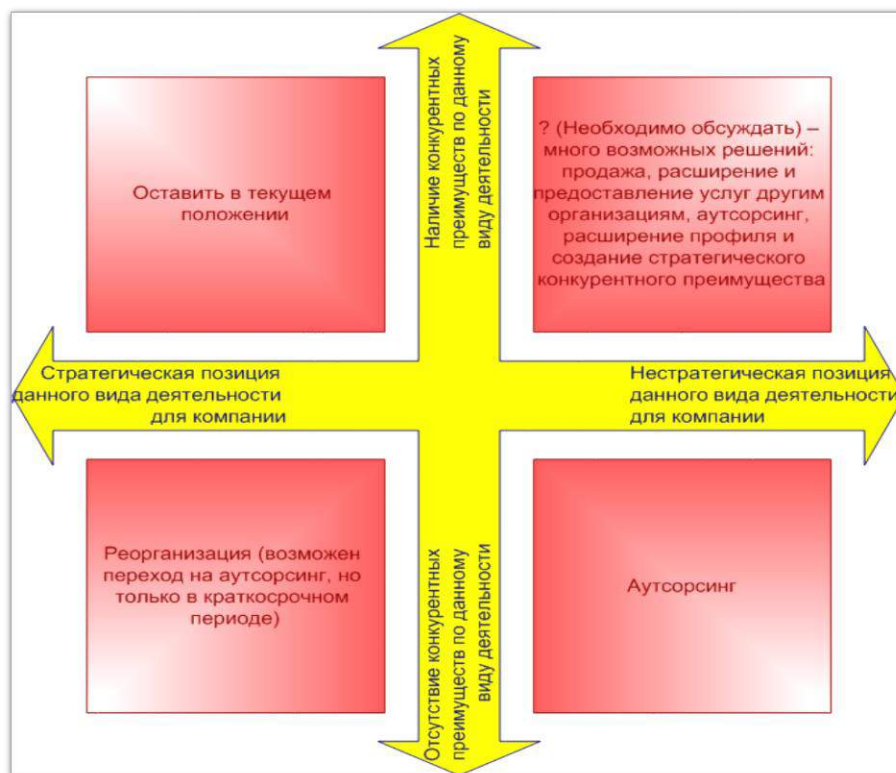 Наличие конкурентных
преимуществ по данному
виду деятельности
Оставить в текущем
положении
? (Необходимо обсуждать) –
много возможных решений:
продажа, расширение и
предоставление услуг другим
организациям, аутсорсинг,
расширение профиля и
создание стратегического
конкурентного преимущества
Стратегическая позиция
данного вида деятельности
для компании
Нестратегическая позиция
данного вида деятельности
для компании
Реорганизация (возможен
переход на аутсорсинг, но
только в краткосрочном
периоде)
Отсутствие конкурентных
преимуществ по данному
виду деятельности
Аутсорсинг